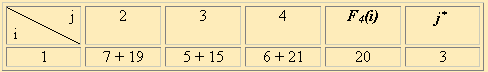 j
i 2 3 4 F₄(i) j*
1 7 + 19 5 + 15 6 + 21 20 3